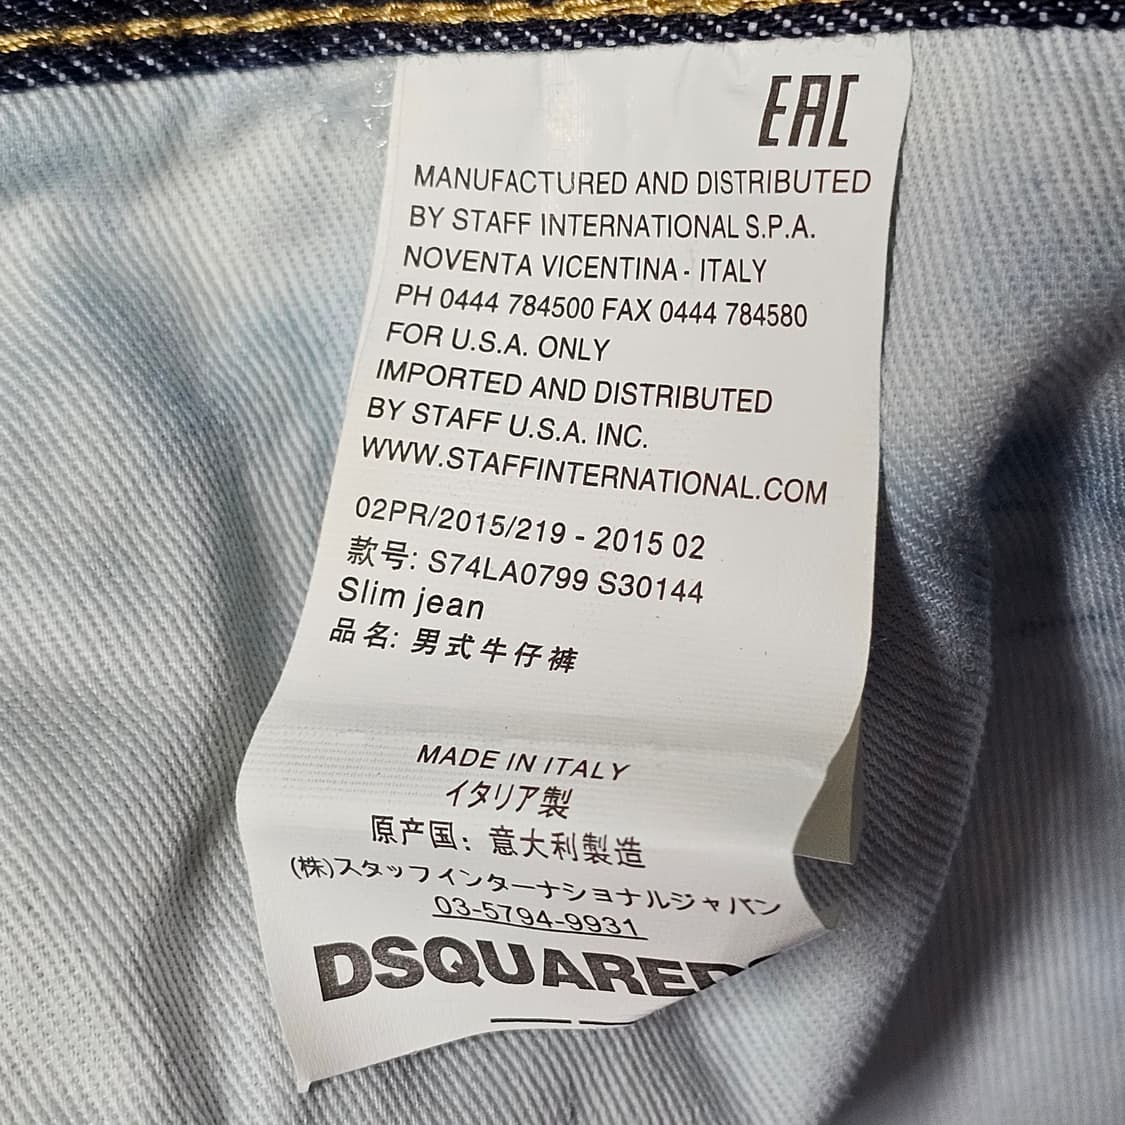 EAC
MANUFACTURED AND DISTRIBUTED
BY STAFF INTERNATIONAL S.P.A.
NOVENTA VICENTINA - ITALY
PH 0444 784500 FAX 0444 784580
FOR U.S.A. ONLY
IMPORTED AND DISTRIBUTED
BY STAFF U.S.A. INC.
WWW.STAFFINTERNATIONAL.COM
02PR/2015/219 - 2015 02
款号: S74LA0799 S30144
Slim jean
品名: 男式牛仔裤
MADE IN ITALY
イタリア製
原产国: 意大利製造
(株)スタッフインターナショナルジャパン
03-5794-9931
DSQUARED